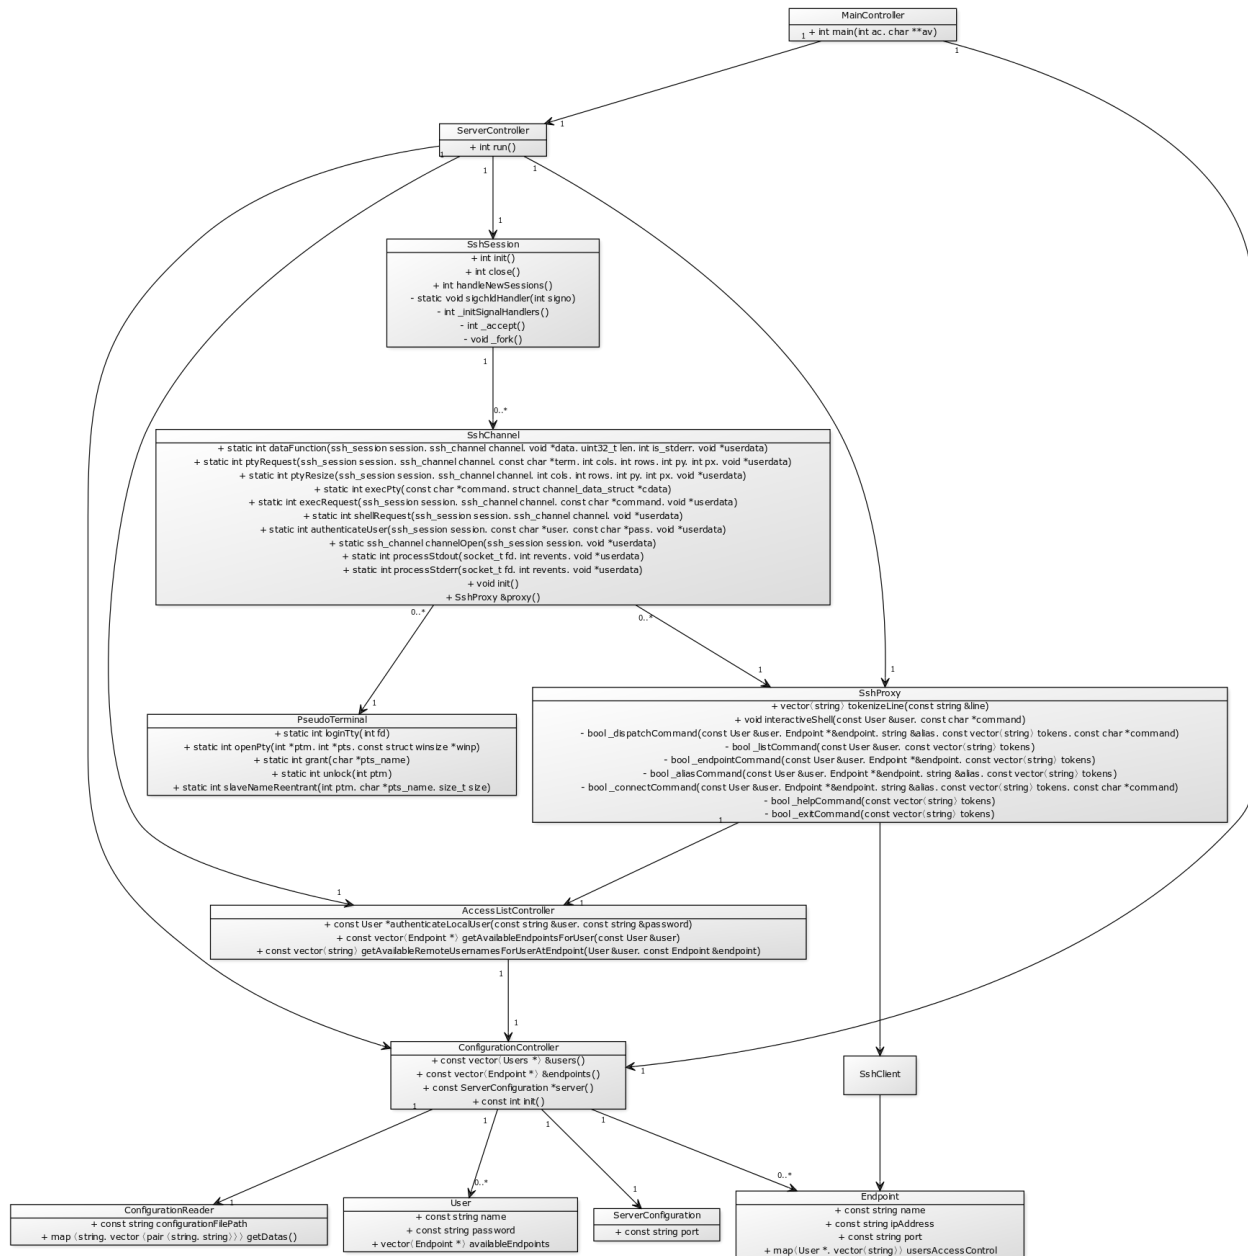 MainController
+ int main(int ac. char **av)
1
1
1
ServerController
+ int run()
1
1
1
1
SshSession
+ int init()
+ int close()
+ int handleNewSessions()
- static void sigchldHandler(int signo)
- int _initSignalHandlers()
- int _accept()
- void _fork()
1
0..*
SshChannel
+ static int dataFunction(ssh_session session. ssh_channel channel. void *data. uint32_t len. int is_stderr. void *userdata)
+ static int ptyRequest(ssh_session session. ssh_channel channel. const char *term. int cols. int rows. int py. int px. void *userdata)
+ static int ptyResize(ssh_session session. ssh_channel channel. int cols. int rows. int py. int px. void *userdata)
+ static int execPty(const char *command. struct channel_data_struct *cdata)
+ static int execRequest(ssh_session session. ssh_channel channel. const char *command. void *userdata)
+ static int shellRequest(ssh_session session. ssh_channel channel. void *userdata)
+ static int authenticateUser(ssh_session session. const char *user. const char *pass. void *userdata)
+ static ssh_channel channelOpen(ssh_session session. void *userdata)
+ static int processStdout(socket_t fd. int revents. void *userdata)
+ static int processStderr(socket_t fd. int revents. void *userdata)
+ void init()
+ SshProxy &proxy()
0..*
0..*
1
1
1
PseudoTerminal
+ static int loginTty(int fd)
+ static int openPty(int *ptm. int *pts. const struct winsize *winp)
+ static int grant(char *pts_name)
+ static int unlock(int ptm)
+ static int slaveNameReentrant(int ptm. char *pts_name. size_t size)
SshProxy
+ vector⟨string⟩ tokenizeLine(const string &line)
+ void interactiveShell(const User &user. const char *command)
- bool _dispatchCommand(const User &user. Endpoint *&endpoint. string &alias. const vector⟨string⟩ tokens. const char *command)
- bool _listCommand(const User &user. const vector⟨string⟩ tokens)
- bool _endpointCommand(const User &user. Endpoint *&endpoint. const vector⟨string⟩ tokens)
- bool _aliasCommand(const User &user. Endpoint *&endpoint. string &alias. const vector⟨string⟩ tokens)
- bool _connectCommand(const User &user. Endpoint *&endpoint. string &alias. const vector⟨string⟩ tokens. const char *command)
- bool _helpCommand(const vector⟨string⟩ tokens)
- bool _exitCommand(const vector⟨string⟩ tokens)
1
1
1
AccessListController
+ const User *authenticateLocalUser(const string &user. const string &password)
+ const vector⟨Endpoint *⟩ getAvailableEndpointsForUser(const User &user)
+ const vector⟨string⟩ getAvailableRemoteUsernamesForUserAtEndpoint(User &user. const Endpoint &endpoint)
1
1
ConfigurationController
+ const vector⟨Users *⟩ &users()
+ const vector⟨Endpoint *⟩ &endpoints()
+ const ServerConfiguration *server()
+ const int init()
1
SshClient
1
1
1
1
1
0..*
1
0..*
ConfigurationReader
+ const string configurationFilePath
+ map ⟨string. vector ⟨pair ⟨string. string⟩⟩⟩ getDatas()
User
+ const string name
+ const string password
+ vector⟨Endpoint *⟩ availableEndpoints
ServerConfiguration
+ const string port
Endpoint
+ const string name
+ const string ipAddress
+ const string port
+ map⟨User *. vector⟨string⟩⟩ usersAccessControl